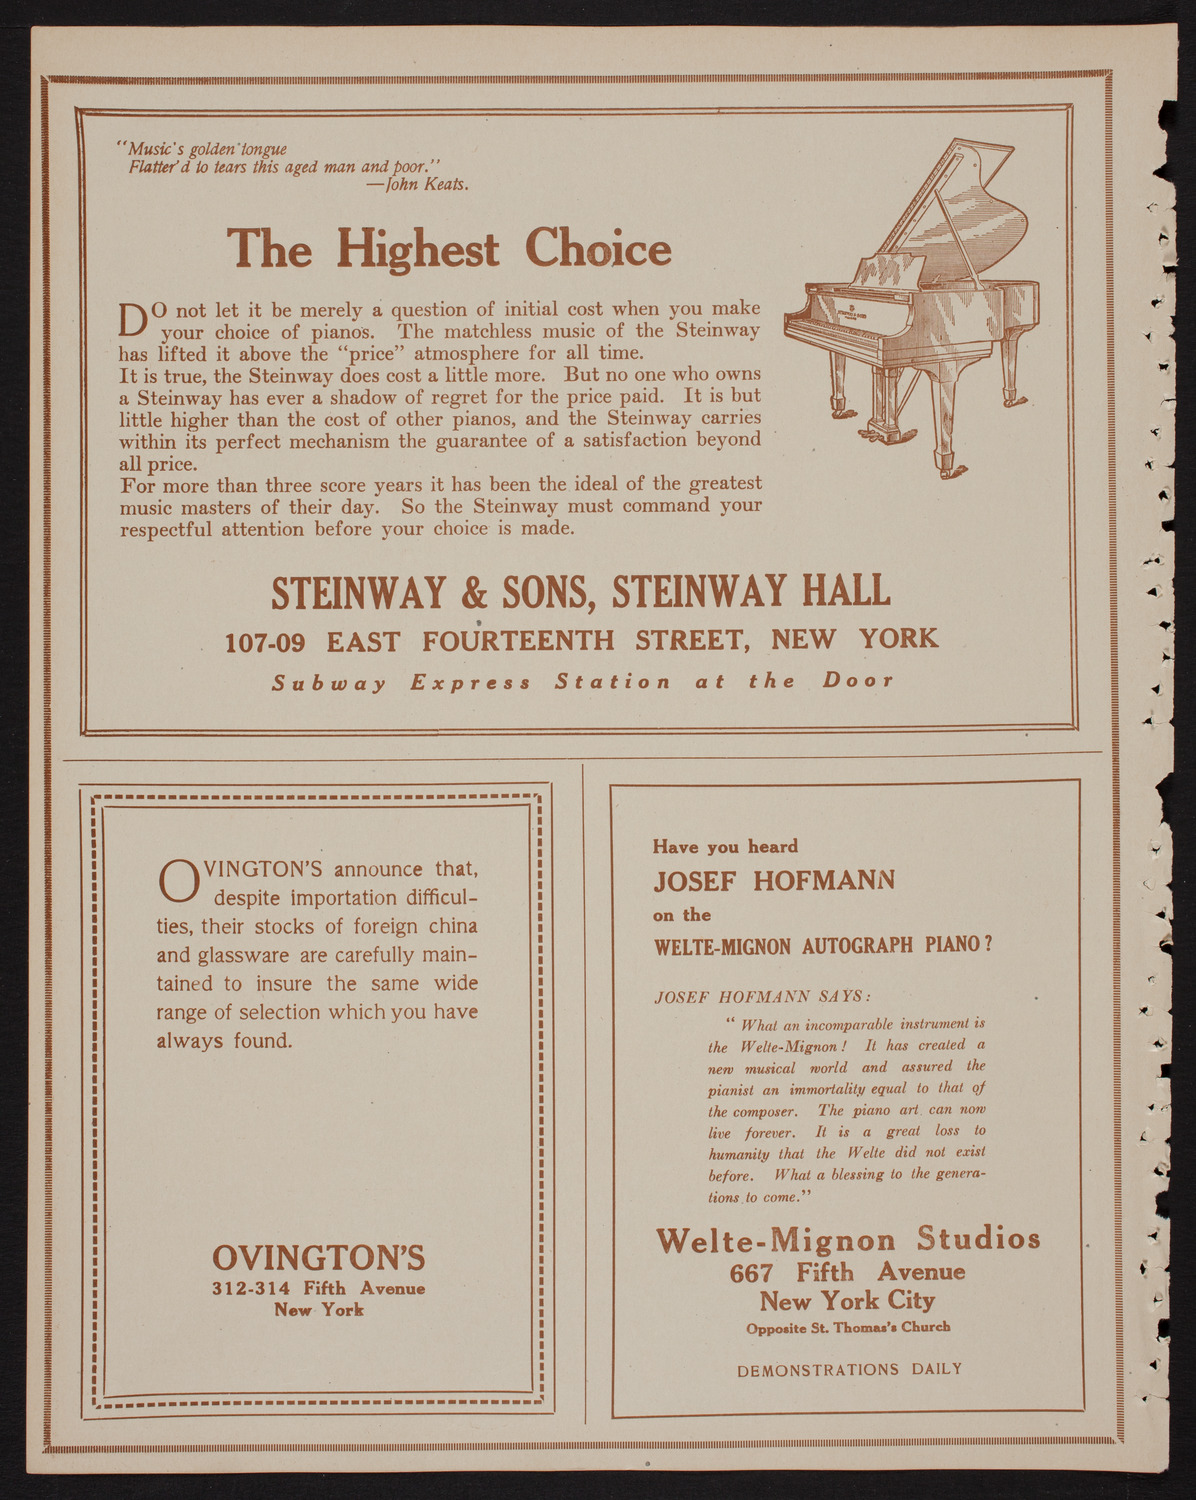 "Music's golden tongue
Flatter'd to tears this aged man and poor."
—John Keats.
The Highest Choice
DO not let it be merely a question of initial cost when you make
your choice of pianos. The matchless music of the Steinway
has lifted it above the "price" atmosphere for all time.
It is true, the Steinway does cost a little more. But no one who owns
a Steinway has ever a shadow of regret for the price paid. It is but
little higher than the cost of other pianos, and the Steinway carries
within its perfect mechanism the guarantee of a satisfaction beyond
all price.
For more than three score years it has been the ideal of the greatest
music masters of their day. So the Steinway must command your
respectful attention before your choice is made.
STEINWAY & SONS, STEINWAY HALL
107-09 EAST FOURTEENTH STREET, NEW YORK
Subway Express Station at the Door
OVINGTON'S announce that,
despite importation difficul-
ties, their stocks of foreign china
and glassware are carefully main-
tained to insure the same wide
range of selection which you have
always found.
OVINGTON'S
312-314 Fifth Avenue
New York
Have you heard
JOSEF HOFMANN
on the
WELTE-MIGNON AUTOGRAPH PIANO?
JOSEF HOFMANN SAYS:
" What an incomparable instrument is
the Welte-Mignon! It has created a
new musical world and assured the
pianist an immortality equal to that of
the composer. The piano art can now
live forever. It is a great loss to
humanity that the Welte did not exist
before. What a blessing to the genera-
tions to come."
Welte-Mignon Studios
667 Fifth Avenue
New York City
Opposite St. Thomas's Church
DEMONSTRATIONS DAILY